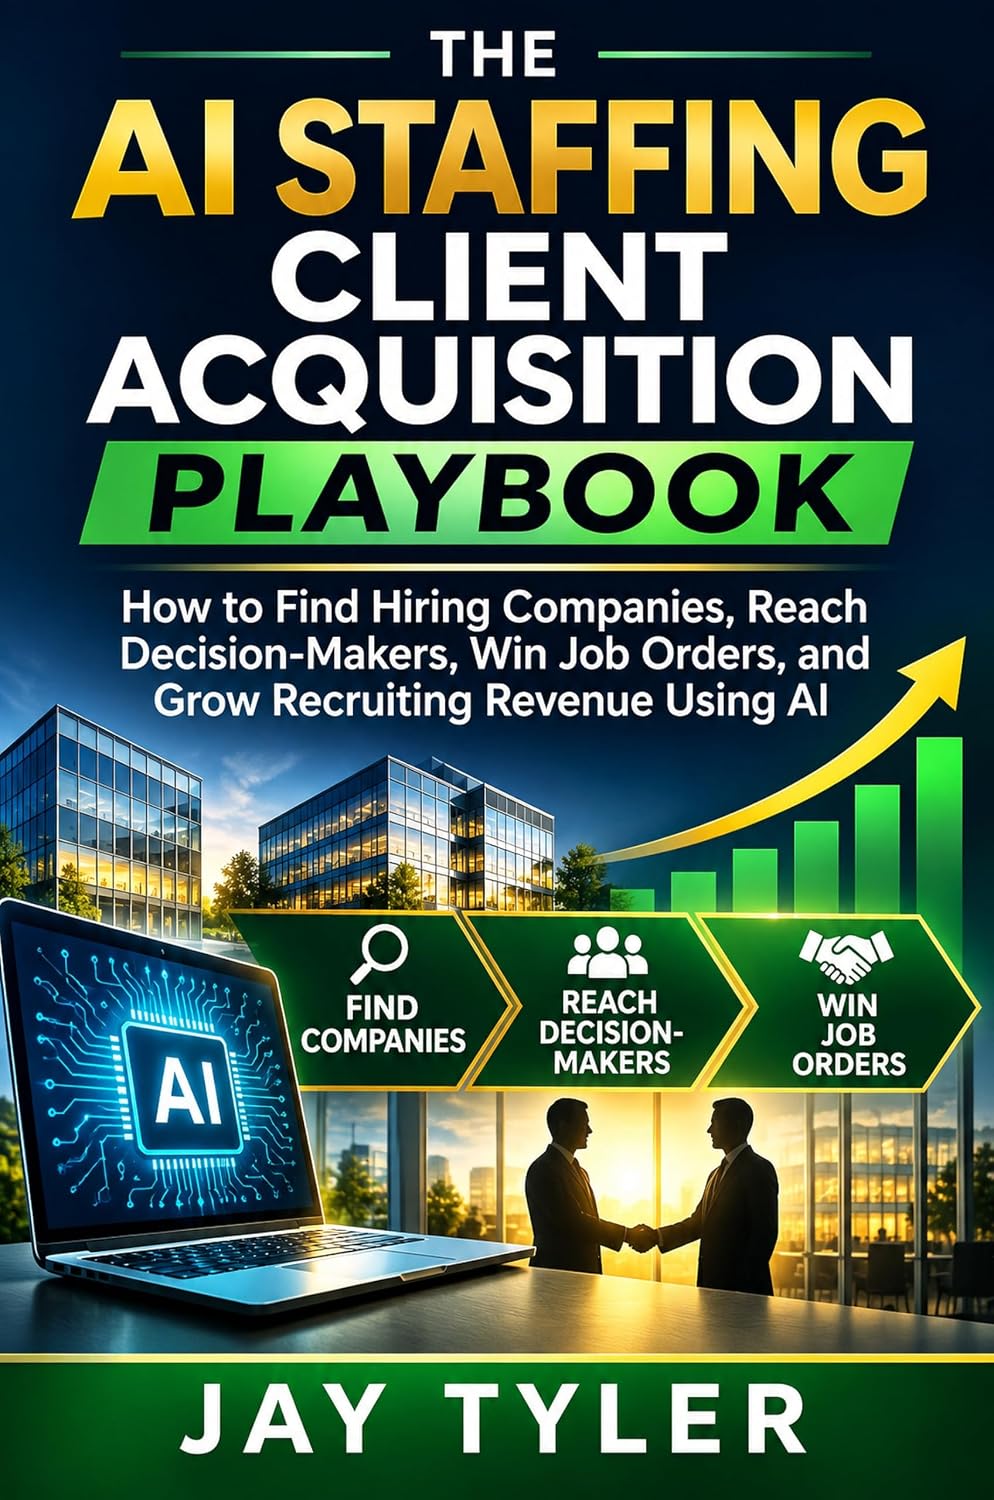 THE
AI STAFFING
CLIENT
ACQUISITION
PLAYBOOK
How to Find Hiring Companies, Reach
Decision-Makers, Win Job Orders, and
Grow Recruiting Revenue Using AI
FIND
COMPANIES
REACH
DECISION-
MAKERS
WIN
JOB
ORDERS
AI
JAY TYLER